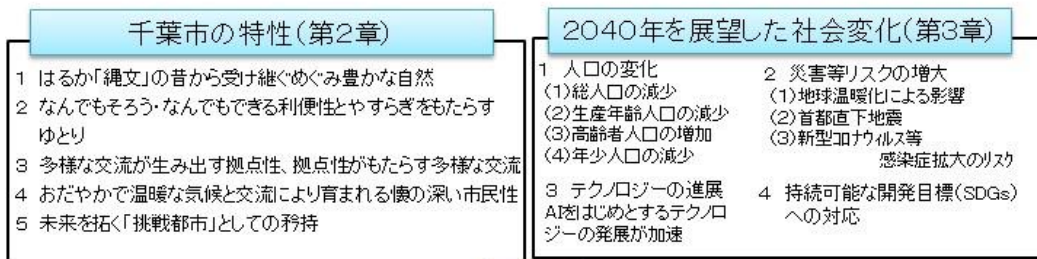 千葉市の特性(第2章)
1 はるか「縄文」の昔から受け継ぐめぐみ豊かな自然
2 なんでもそろう・なんでもできる利便性とやすらぎをもたらす
ゆとり
3 多様な交流が生み出す拠点性、拠点性がもたらす多様な交流
4 おだやかで温暖な気候と交流により育まれる懐の深い市民性
5 未来を拓く「挑戦都市」としての矜持
2040年を展望した社会変化(第3章)
1 人口の変化
(1)総人口の減少
(2)生産年齢人口の減少
(3)高齢者人口の増加
(4)年少人口の減少
2 災害等リスクの増大
(1)地球温暖化による影響
(2)首都直下地震
(3)新型コロナウィルス等
感染症拡大のリスク
3 テクノロジーの進展
AIをはじめとするテクノロ
ジーの発展が加速
4 持続可能な開発目標(SDGs)
への対応